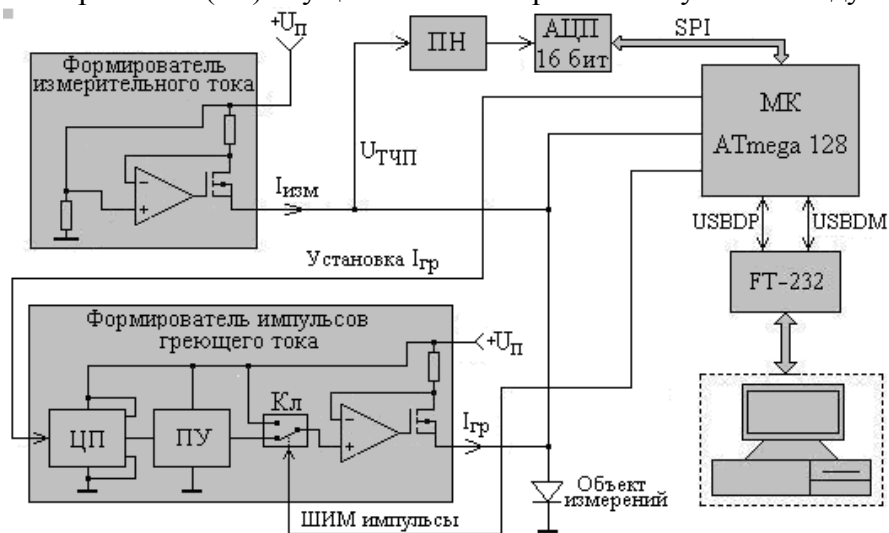 +Uп
Формирователь
измерительного тока
−
+
Iизм
UТЧП
ПН
АЦП
16 бит
SPI
МК
ATmega 128
USBDP
USBDM
FT-232
Установка Iгр
Формирователь импульсов
греющего тока
+Uп
ЦП
ПУ
Кл
−
+
Iгр
Объект
измерений
ШИМ импульсы